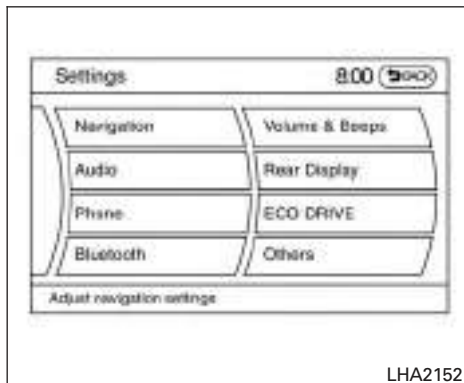 Settings 8:00 BACK
Navigation Volume & Beeps
Audio Rear Display
Phone ECO DRIVE
Bluetooth Others
Adjust navigation settings
LHA2152